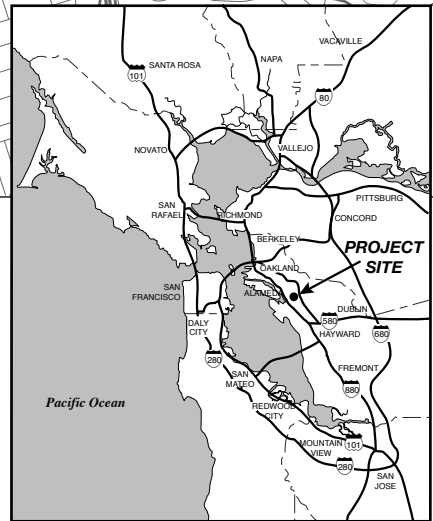 VACAVILLE
NAPA
SANTA ROSA
101
80
VALLEJO
NOVATO
PITTSBURG
SAN
RAFAEL
RICHMOND
CONCORD
BERKELEY
PROJECT
SITE
OAKLAND
SAN
FRANCISCO
ALAMEDA
DUBLIN
580
680
DALY
CITY
HAYWARD
280
SAN
MATEO
FREMONT
880
Pacific Ocean
REDWOOD
CITY
MOUNTAIN
VIEW
101
280
SAN
JOSE